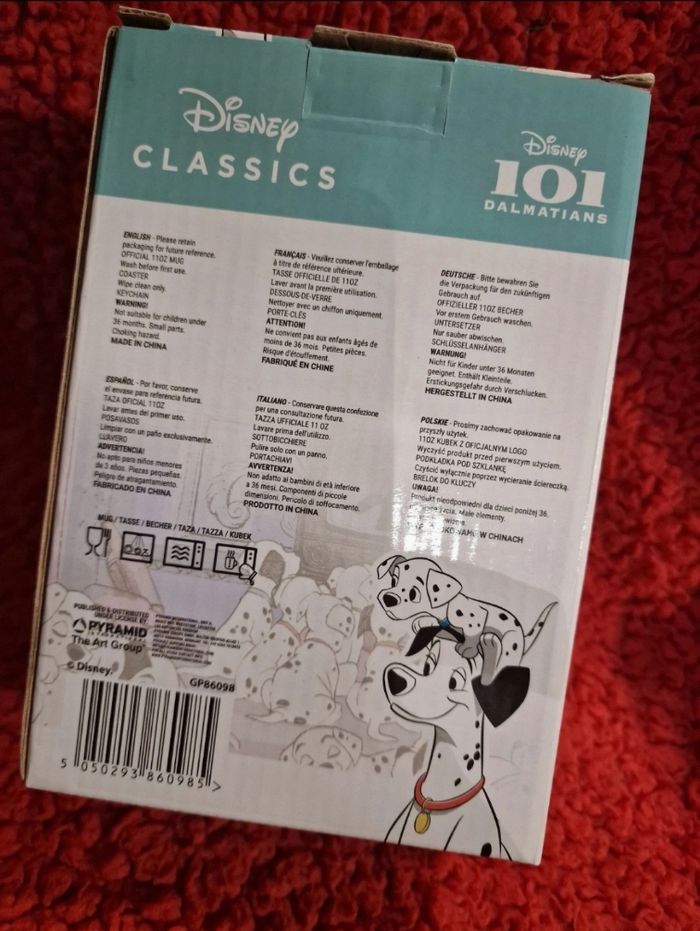 Disney
CLASSICS
Disney
101
DALMATIANS
ENGLISH - Please retain
packaging for future reference.
OFFICIAL 11OZ MUG
Wash before first use.
COASTER
Wipe clean only.
KEYCHAIN
WARNING!
Not suitable for children under
36 months. Small parts.
Choking hazard.
MADE IN CHINA
FRANÇAIS - Veuillez conserver l'emballage
à titre de référence ultérieure.
TASSE OFFICIELLE DE 11OZ
Laver avant la première utilisation.
DESSOUS-DE-VERRE
Nettoyer avec un chiffon uniquement.
PORTE-CLÉS
ATTENTION!
Ne convient pas aux enfants âgés de
moins de 36 mois. Petites pièces.
Risque d'étouffement.
FABRIQUÉ EN CHINE
DEUTSCHE - Bitte bewahren Sie
die Verpackung für den zukünftigen
Gebrauch auf.
OFFIZIELLER 11OZ BECHER
Vor erstem Gebrauch waschen.
UNTERSETZER
Nur sauber abwischen.
SCHLÜSSELANHÄNGER
WARNUNG!
Nicht für Kinder unter 36 Monaten
geeignet. Enthält Kleinteile.
Erstickungsgefahr durch Verschlucken.
HERGESTELLT IN CHINA
ESPAÑOL - Por favor, conserve
el envase para referencia futura.
TAZA OFICIAL 11OZ
Lavar antes del primer uso.
POSAVASOS
Limpiar con un paño exclusivamente.
LLAVERO
ADVERTENCIA!
No apto para niños menores
de 3 años. Piezas pequeñas.
Peligro de atragantamiento.
FABRICADO EN CHINA
ITALIANO - Conservare questa confezione
per una consultazione futura.
TAZZA UFFICIALE 11 OZ
Lavare prima dell'utilizzo.
SOTTOBICCHIERE
Pulire solo con un panno.
PORTACHIAVI
AVVERTENZA!
Non adatto ai bambini di età inferiore
a 36 mesi. Componenti di piccole
dimensioni. Pericolo di soffocamento.
PRODOTTO IN CHINA
POLSKIE - Prosimy zachować opakowanie na
przyszły użytek.
11OZ KUBEK Z OFICJALNYM LOGO
Wyczyść produkt przed pierwszym użyciem.
PODKŁADKA POD SZKLANKĘ
Czyścić wyłącznie poprzez wycieranie ściereczką.
BRELOK DO KLUCZY
UWAGA!
Produkt nieodpowiedni dla dzieci poniżej 36.
życia. Małe elementy.
W CHINACH
MUG / TASSE / BECHER / TAZA / TAZZA / KUBEK
PUBLISHED & DISTRIBUTED
UNDER LICENSE BY
PYRAMID
INTERNATIONAL
The Art Group
© Disney.
GP86098
5 050293 860985 >